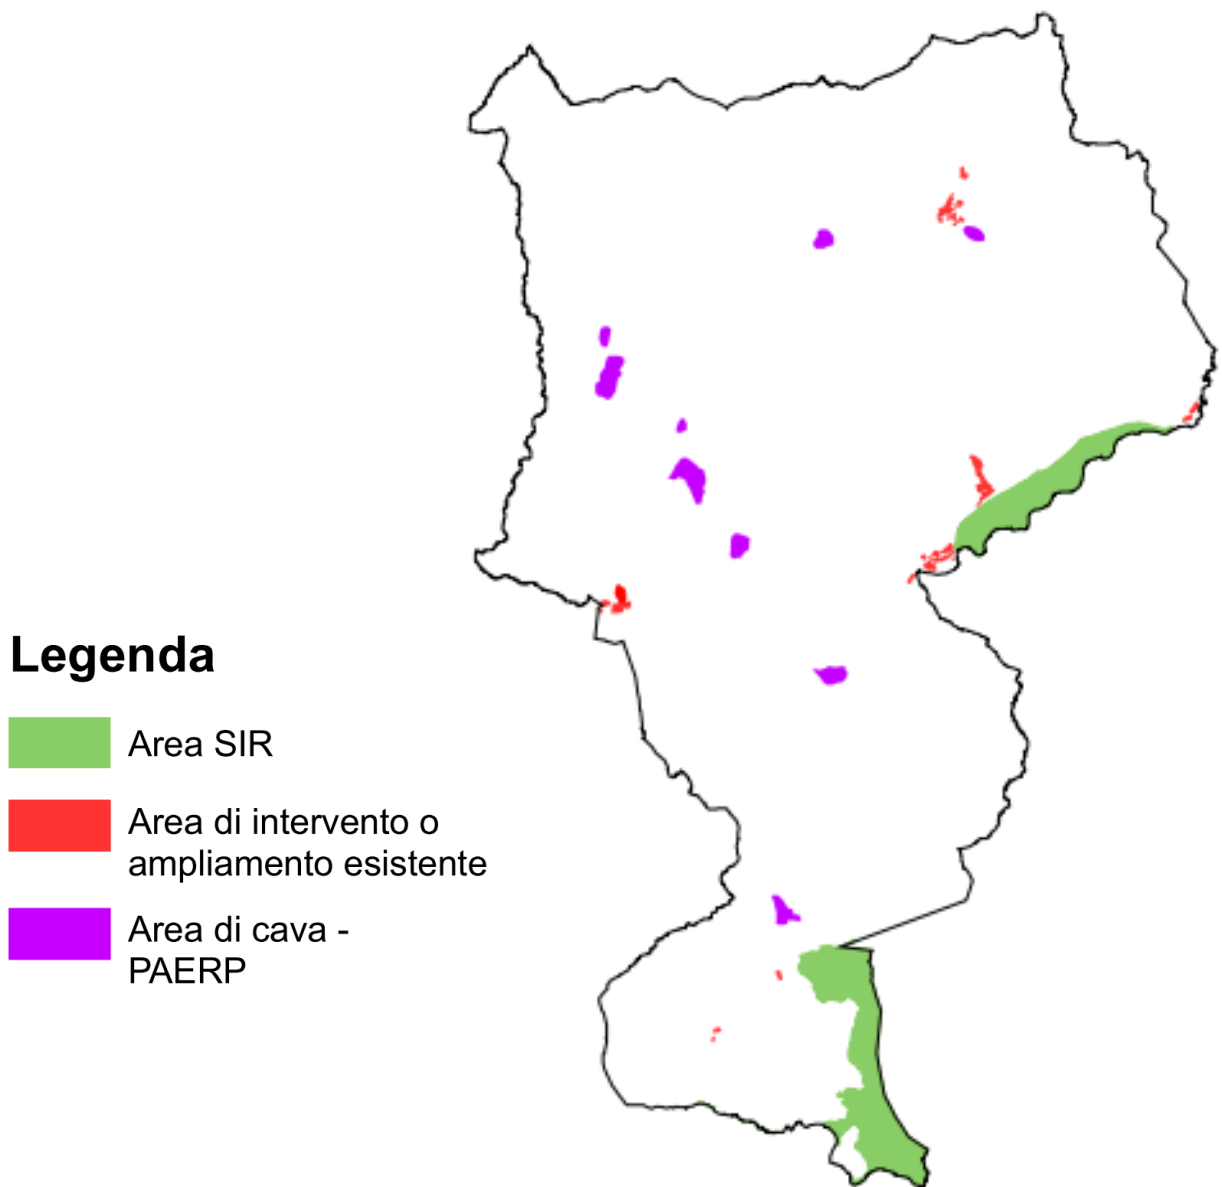 Legenda
Area SIR
Area di intervento o
ampliamento esistente
Area di cava -
PAERP